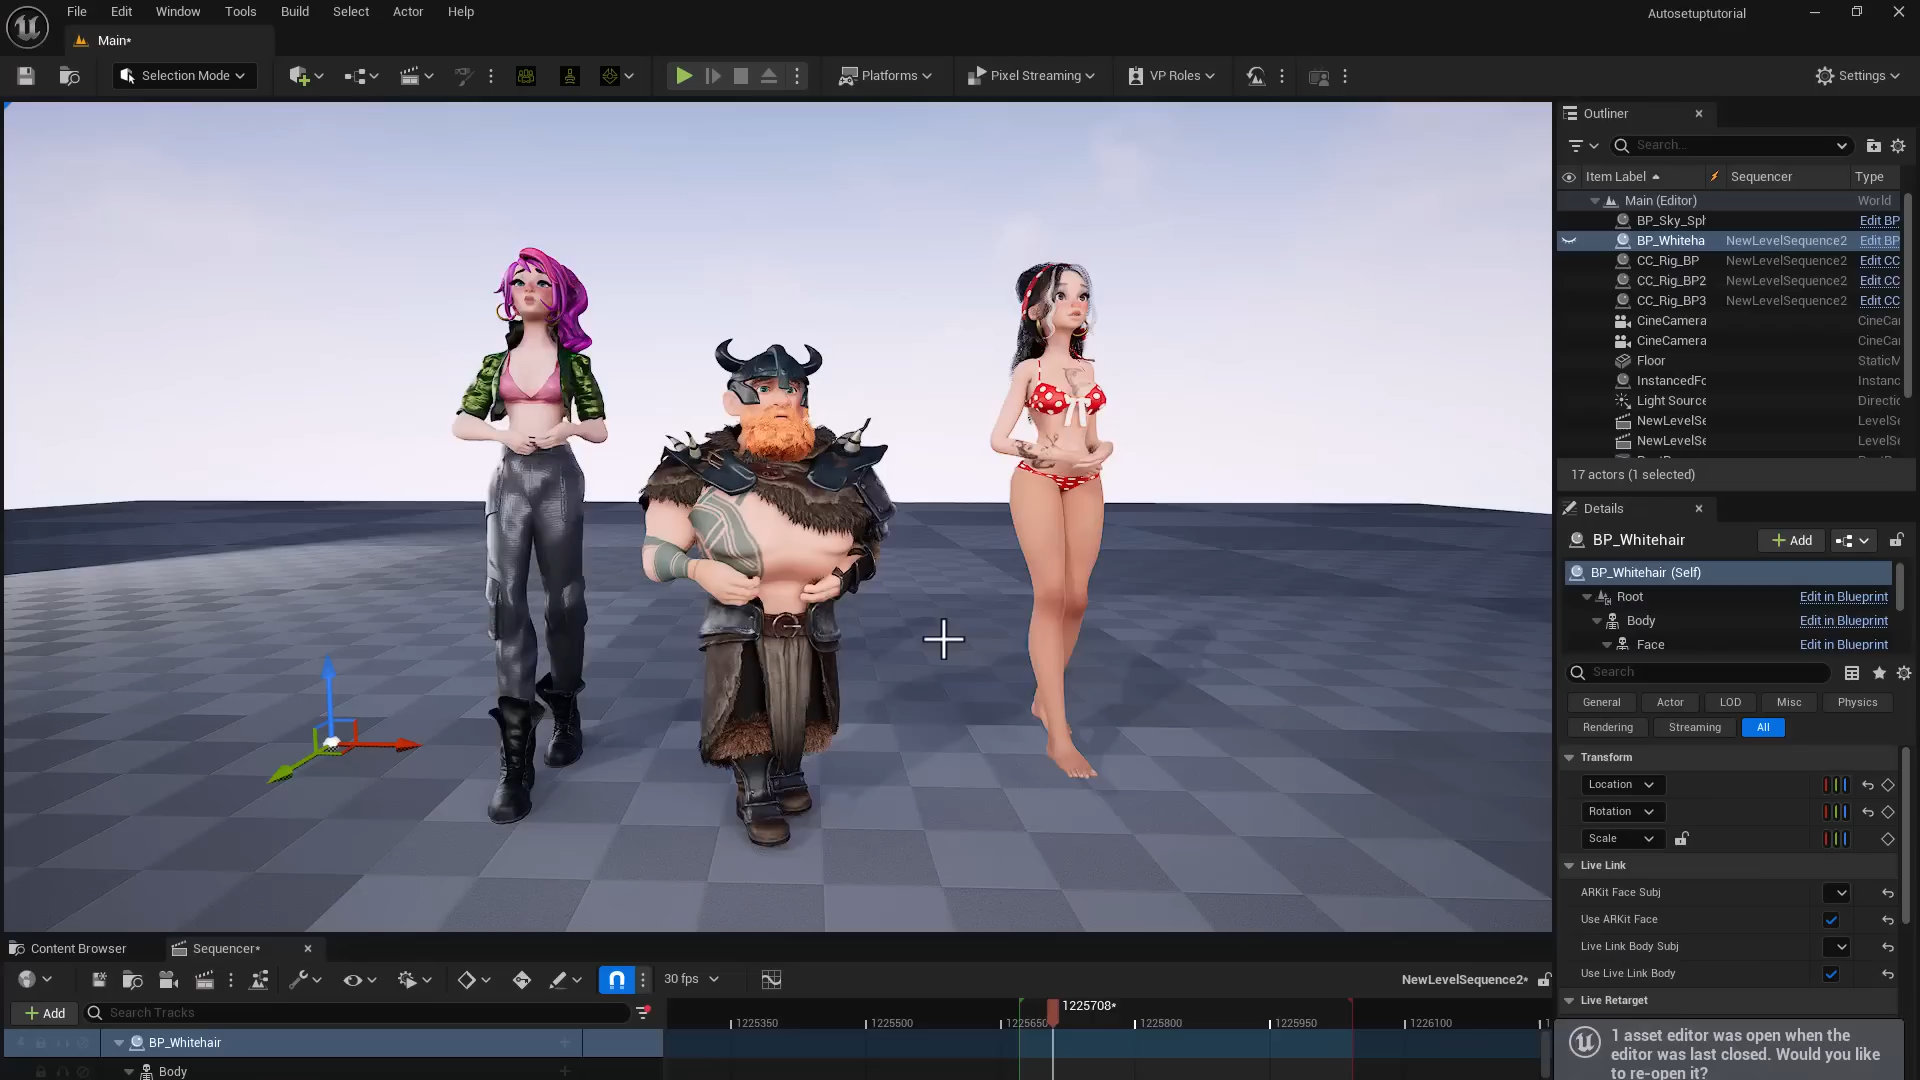 File Edit Window Tools Build Select Actor Help
Autosetuptutorial
Main*
Selection Mode
Platforms
Pixel Streaming
VP Roles
Settings
Outliner
Search...
Item Label Sequencer Type
Main (Editor) World
BP_Sky_Sph Edit BP
BP_Whiteha NewLevelSequence2 Edit BP
CC_Rig_BP NewLevelSequence2 Edit CC
CC_Rig_BP2 NewLevelSequence2 Edit CC
CC_Rig_BP3 NewLevelSequence2 Edit CC
CineCamera CineCa
CineCamera CineCa
Floor StaticM
InstancedFo Instanc
Light Source Directic
NewLevelSe LevelSe
NewLevelSe LevelSe
17 actors (1 selected)
Details
BP_Whitehair Add
BP_Whitehair (Self)
Root Edit in Blueprint
Body Edit in Blueprint
Face Edit in Blueprint
Search
General Actor LOD Misc Physics
Rendering Streaming All
Transform
Location
Rotation
Scale
Live Link
ARKit Face Subj
Use ARKit Face
Live Link Body Subj
Use Live Link Body
Live Retarget
Content Browser Sequencer*
30 fps
NewLevelSequence2*
Add Search Tracks
1225708*
1225350 1225500 1225650 1225800 1225950 1226100
BP_Whitehair
Body
1 asset editor was open when the
editor was last closed. Would you like
to re-open it?